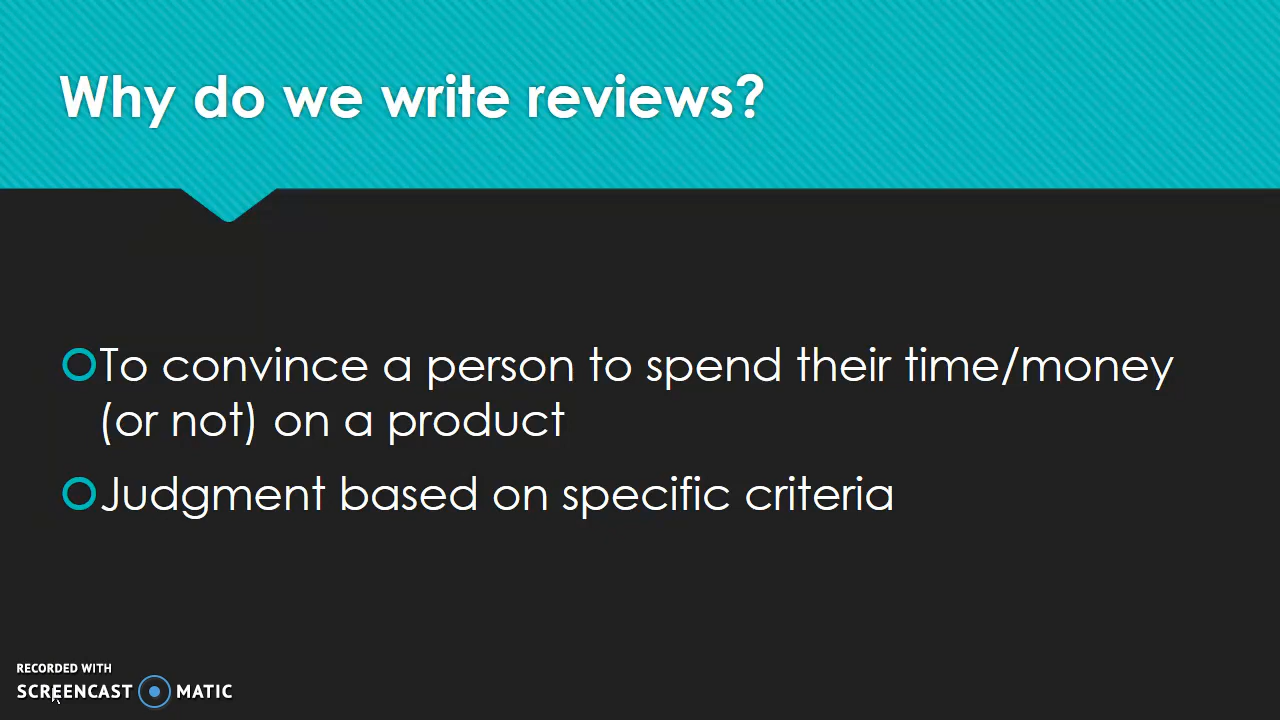 Why do we write reviews?
To convince a person to spend their time/money
(or not) on a product
Judgment based on specific criteria
RECORDED WITH
SCREENCAST MATIC